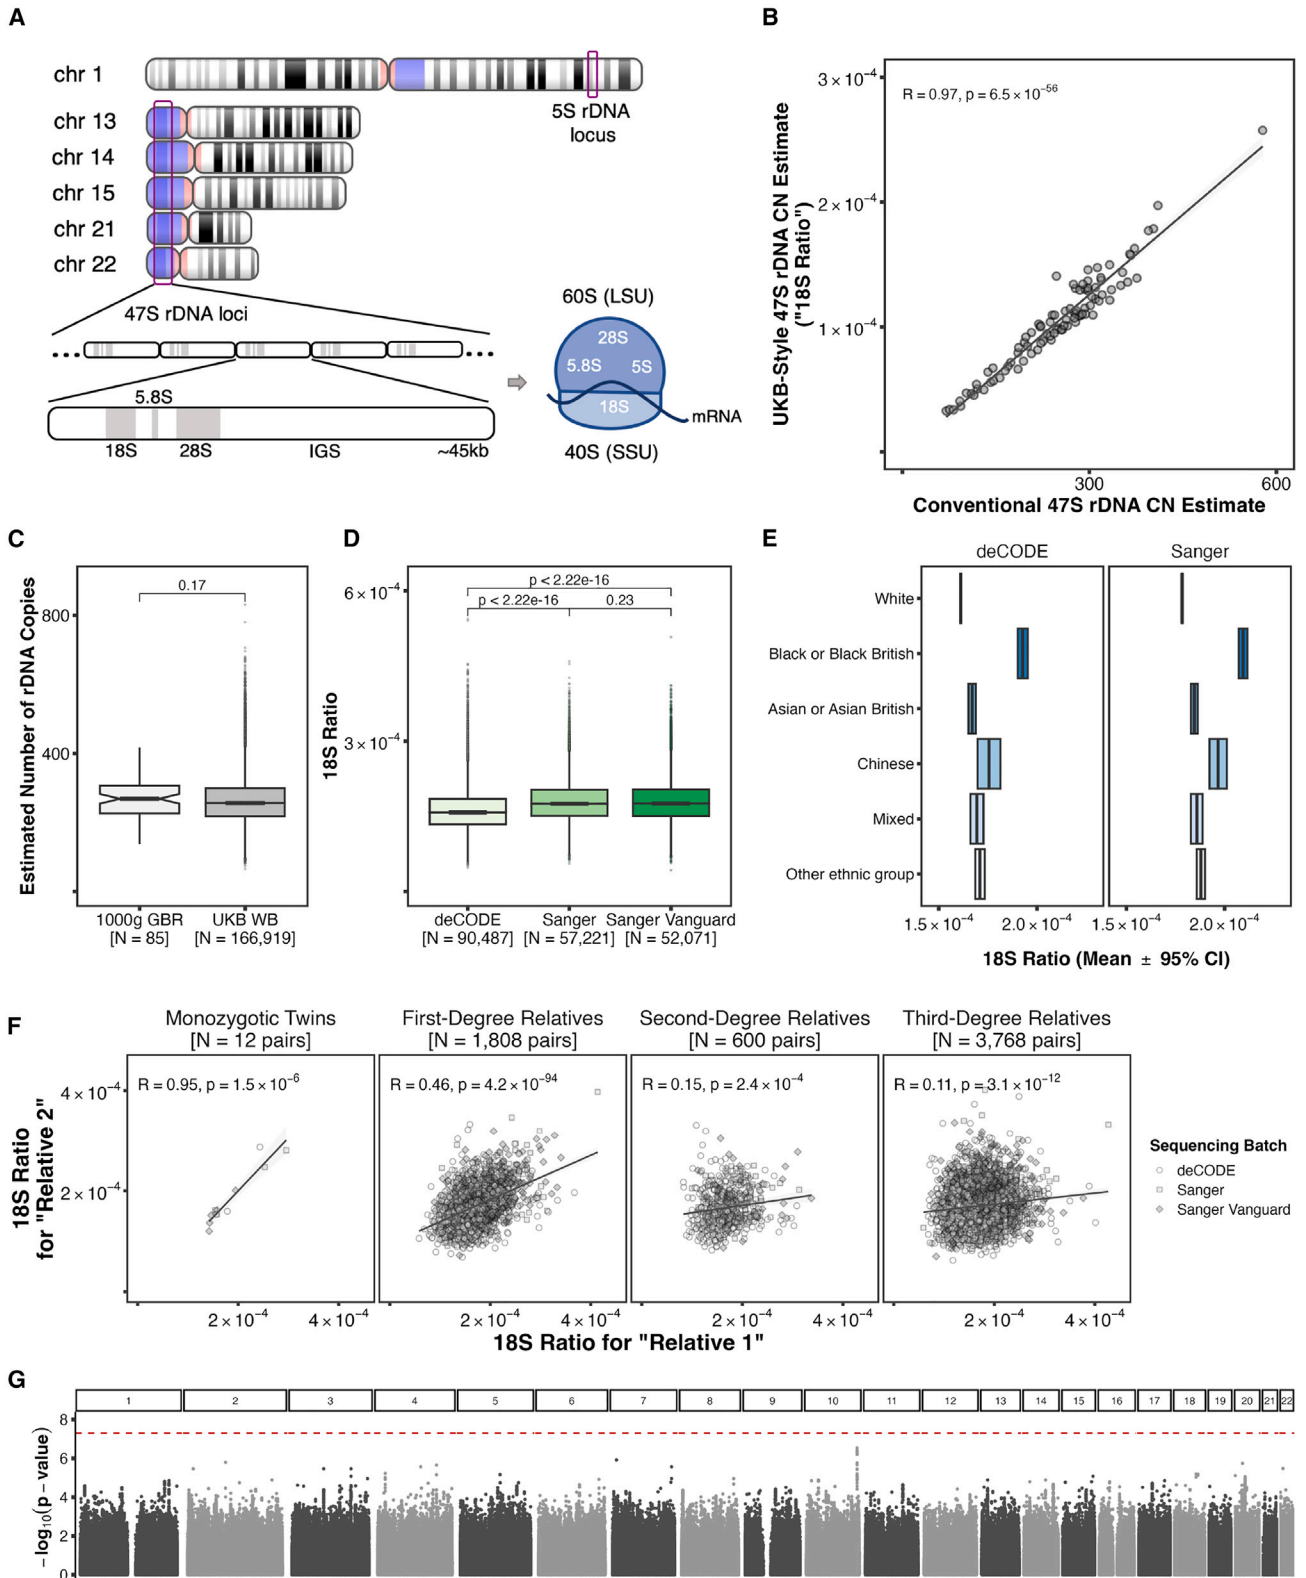 A
chr 1
5S rDNA
locus
chr 13
chr 14
chr 15
chr 21
chr 22
47S rDNA loci
5.8S
18S
28S
IGS
~45kb
60S (LSU)
28S
5.8S
5S
18S
mRNA
40S (SSU)
B
UKB-Style 47S rDNA CN Estimate
("18S Ratio")
3 × 10⁻⁴
2 × 10⁻⁴
1 × 10⁻⁴
R = 0.97, p = 6.5 × 10⁻⁵⁶
300
600
Conventional 47S rDNA CN Estimate
C
Estimated Number of rDNA Copies
800
400
0.17
1000g GBR
[N = 85]
UKB WB
[N = 166,919]
D
18S Ratio
6 × 10⁻⁴
3 × 10⁻⁴
p < 2.22e-16
p < 2.22e-16
0.23
deCODE
[N = 90,487]
Sanger
[N = 57,221]
Sanger Vanguard
[N = 52,071]
E
deCODE
Sanger
White
Black or Black British
Asian or Asian British
Chinese
Mixed
Other ethnic group
1.5 × 10⁻⁴
2.0 × 10⁻⁴
1.5 × 10⁻⁴
2.0 × 10⁻⁴
18S Ratio (Mean ± 95% CI)
F
18S Ratio
for "Relative 2"
4 × 10⁻⁴
2 × 10⁻⁴
Monozygotic Twins
[N = 12 pairs]
R = 0.95, p = 1.5 × 10⁻⁶
First-Degree Relatives
[N = 1,808 pairs]
R = 0.46, p = 4.2 × 10⁻⁹⁴
Second-Degree Relatives
[N = 600 pairs]
R = 0.15, p = 2.4 × 10⁻⁴
Third-Degree Relatives
[N = 3,768 pairs]
R = 0.11, p = 3.1 × 10⁻¹²
2 × 10⁻⁴
4 × 10⁻⁴
2 × 10⁻⁴
4 × 10⁻⁴
2 × 10⁻⁴
4 × 10⁻⁴
2 × 10⁻⁴
4 × 10⁻⁴
18S Ratio for "Relative 1"
Sequencing Batch
deCODE
Sanger
Sanger Vanguard
G
1 2 3 4 5 6 7 8 9 10 11 12 13 14 15 16 17 18 19 20 21 22
−log₁₀(p − value)
8
6
4
2
0